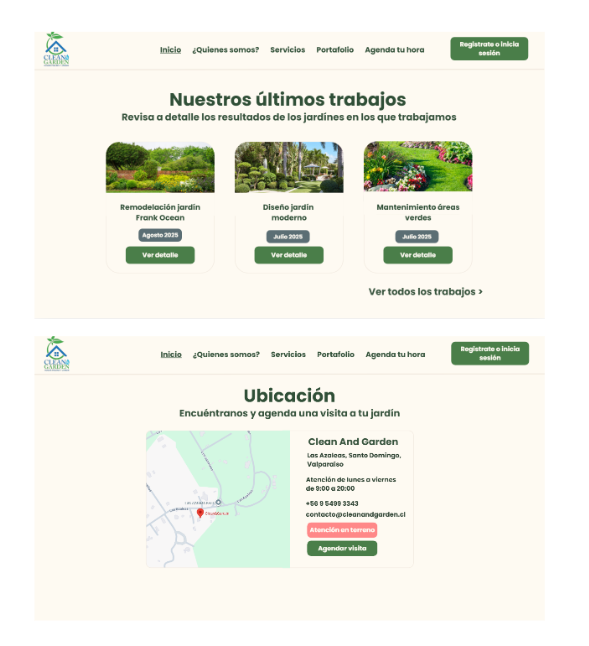 CLEAN&
GARDEN
Inicio ¿Quienes somos? Servicios Portafolio Agenda tu hora
Registrate o inicia
sesión
Nuestros últimos trabajos
Revisa a detalle los resultados de los jardínes en los que trabajamos
Remodelación jardín
Frank Ocean
Agosto 2025
Ver detalle
Diseño jardín
moderno
Julio 2025
Ver detalle
Mantenimiento áreas
verdes
Julio 2025
Ver detalle
Ver todos los trabajos >
CLEAN&
GARDEN
Inicio ¿Quienes somos? Servicios Portafolio Agenda tu hora
Registrate o inicia
sesión
Ubicación
Encuéntranos y agenda una visita a tu jardín
Clean And Garden
Las Azaleas, Santo Domingo,
Valparaíso
Atención de lunes a viernes
de 9:00 a 20:00
+56 9 5499 3343
contacto@cleanandgarden.cl
Atención en terreno
Agendar visita